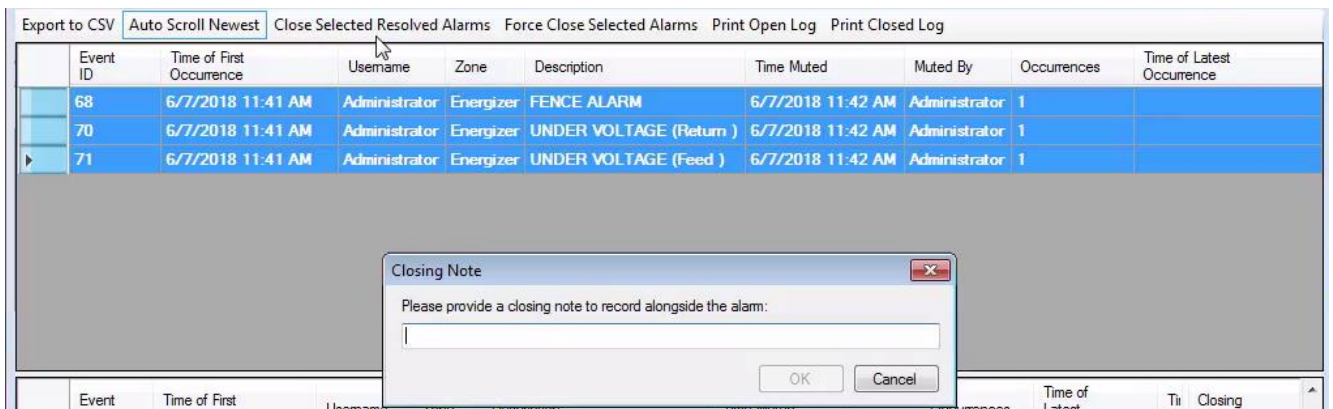 Export to CSV Auto Scroll Newest Close Selected Resolved Alarms Force Close Selected Alarms Print Open Log Print Closed Log
Event ID Time of First Occurrence Username Zone Description Time Muted Muted By Occurrences Time of Latest Occurrence
68 6/7/2018 11:41 AM Administrator Energizer FENCE ALARM 6/7/2018 11:42 AM Administrator 1
70 6/7/2018 11:41 AM Administrator Energizer UNDER VOLTAGE (Return ) 6/7/2018 11:42 AM Administrator 1
71 6/7/2018 11:41 AM Administrator Energizer UNDER VOLTAGE (Feed ) 6/7/2018 11:42 AM Administrator 1
Closing Note
Please provide a closing note to record alongside the alarm:
OK Cancel
Event Time of First Time of Closing